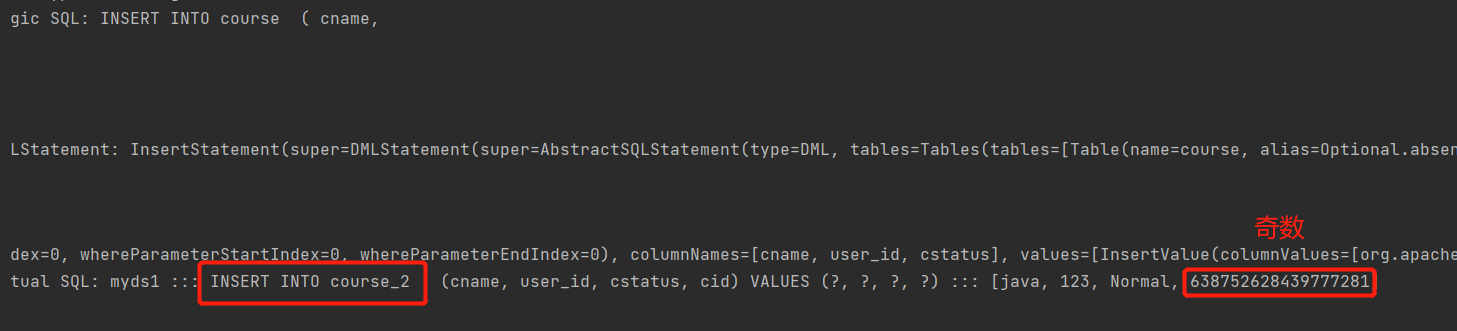 gic SQL: INSERT INTO course  ( cname,
LStatement: InsertStatement(super=DMLStatement(super=AbstractSQLStatement(type=DML, tables=Tables(tables=[Table(name=course, alias=Optional.absen
奇数
dex=0, whereParameterStartIndex=0, whereParameterEndIndex=0), columnNames=[cname, user_id, cstatus], values=[InsertValue(columnValues=[org.apache
tual SQL: myds1 ::: INSERT INTO course_2   (cname, user_id, cstatus, cid) VALUES (?, ?, ?, ?) ::: [java, 123, Normal, 638752628439777281